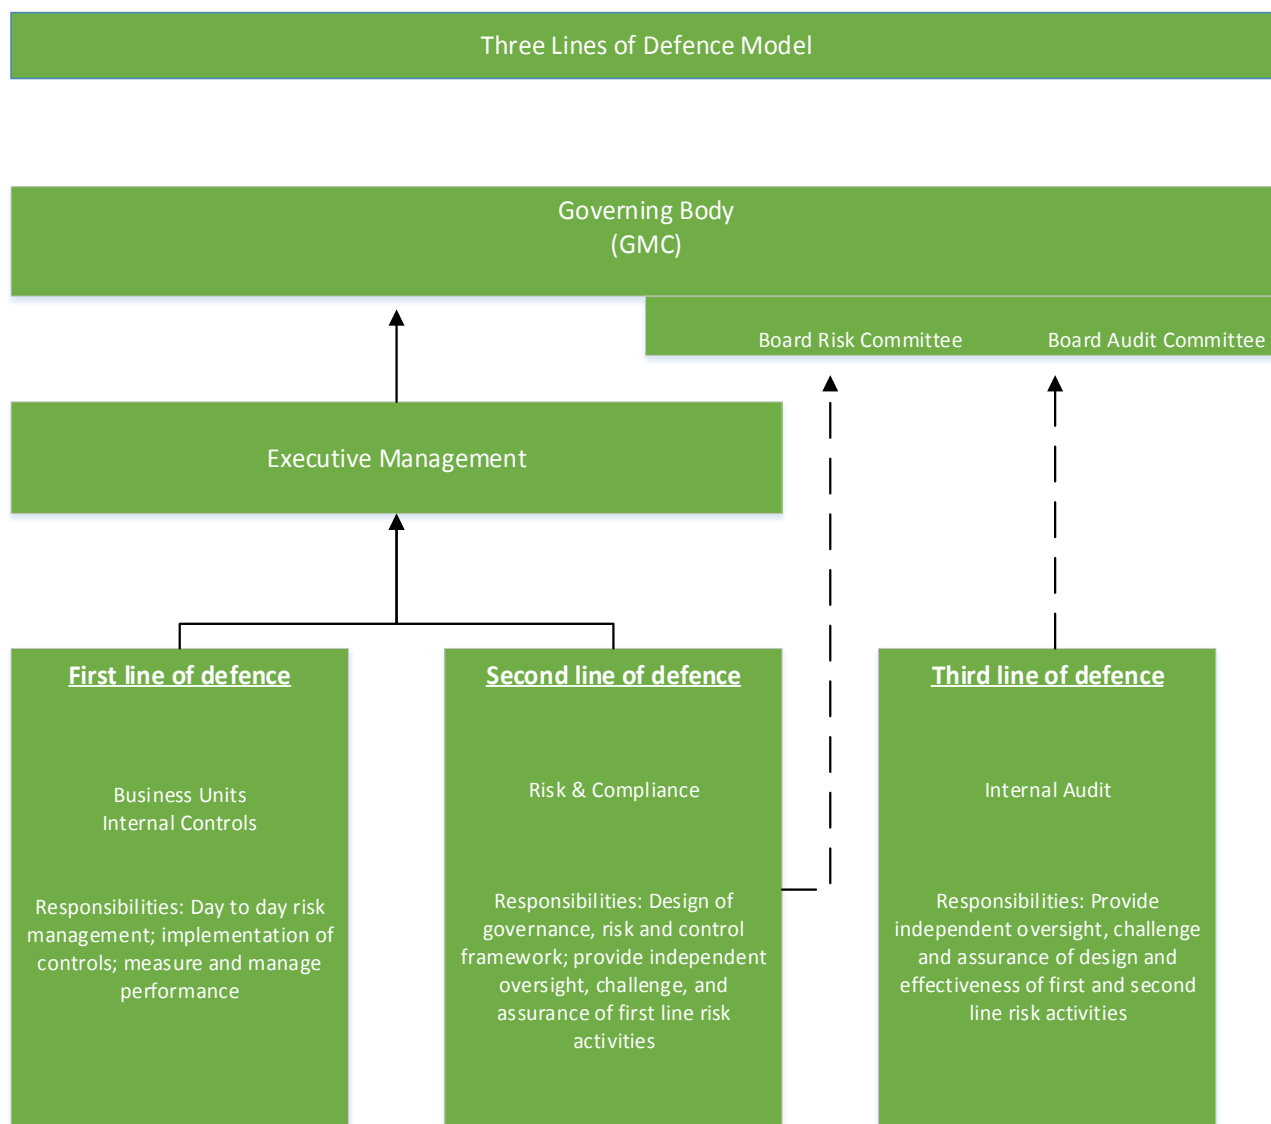 Three Lines of Defence Model
Governing Body
(GMC)
Board Risk Committee
Board Audit Committee
Executive Management
First line of defence
Business Units
Internal Controls
Responsibilities: Day to day risk
management; implementation of
controls; measure and manage
performance
Second line of defence
Risk & Compliance
Responsibilities: Design of
governance, risk and control
framework; provide independent
oversight, challenge, and
assurance of first line risk
activities
Third line of defence
Internal Audit
Responsibilities: Provide
independent oversight, challenge
and assurance of design and
effectiveness of first and second
line risk activities